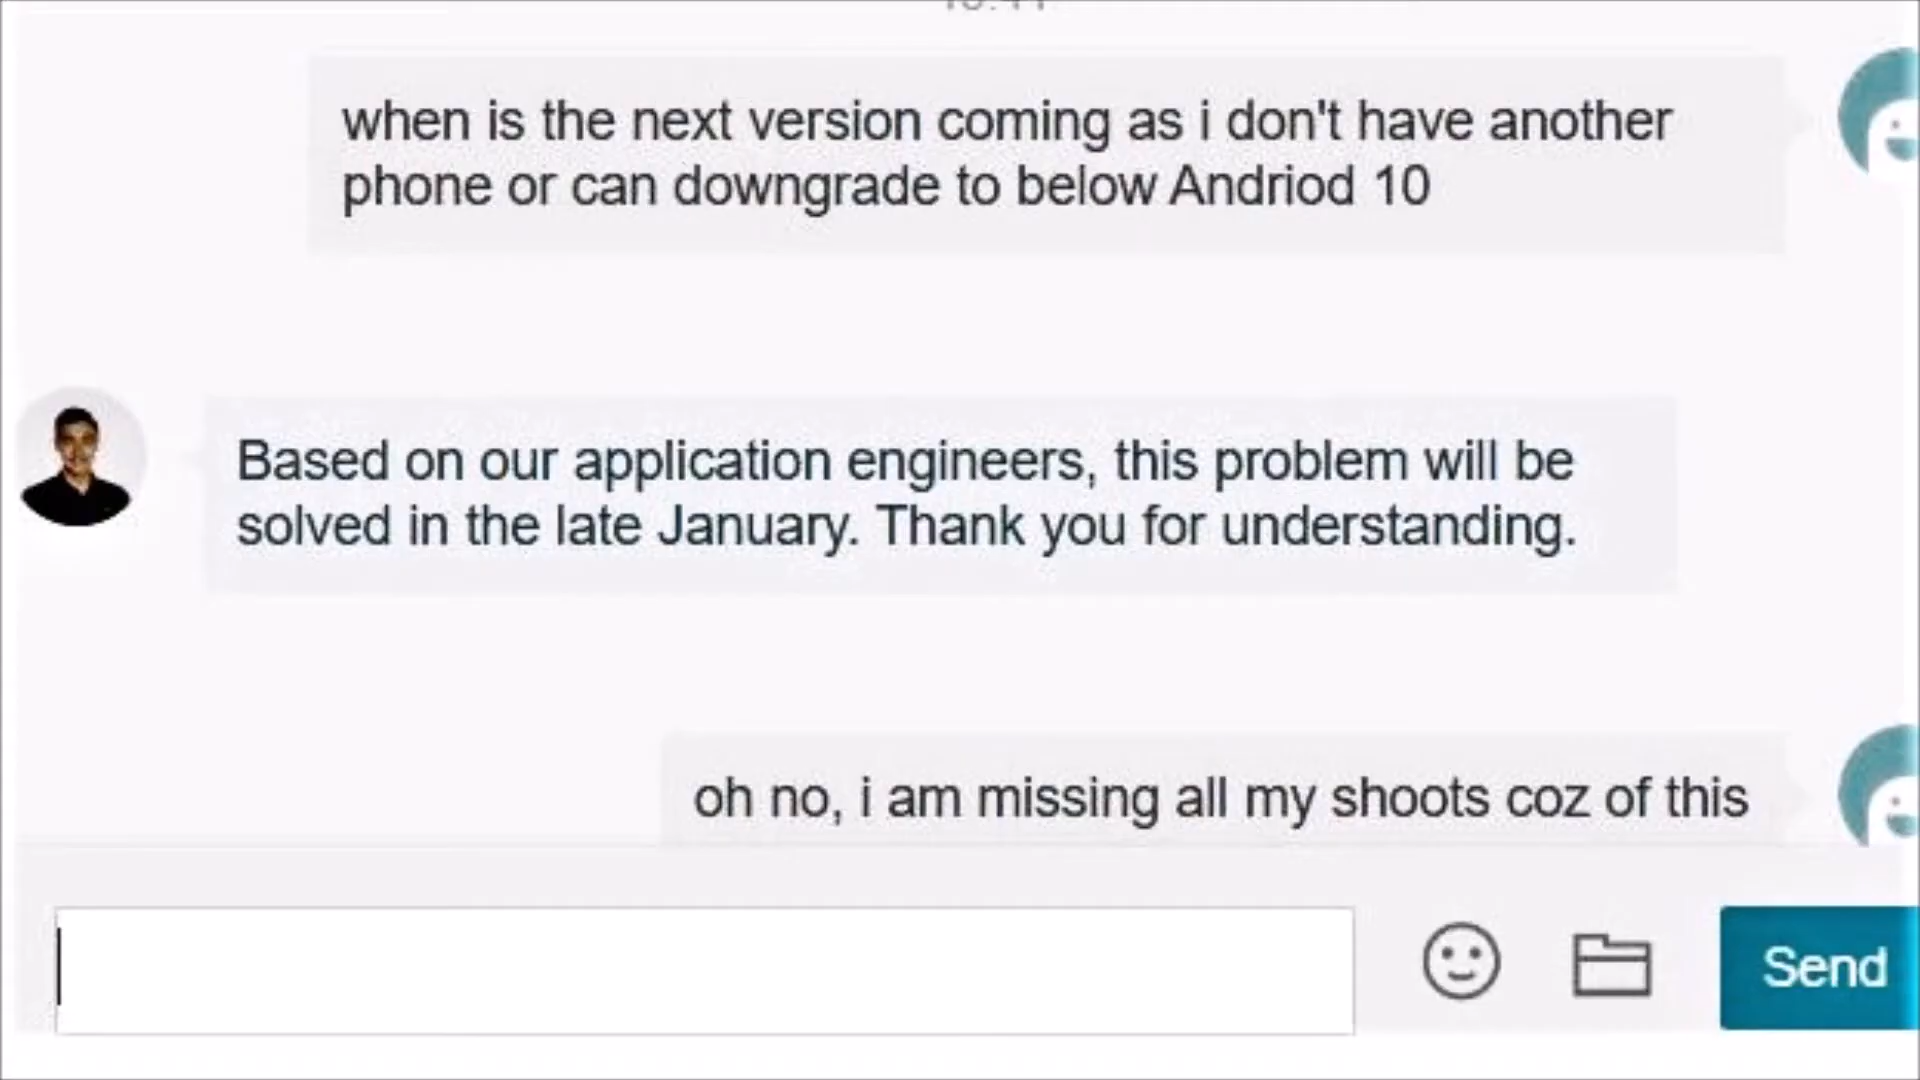 when is the next version coming as i don't have another
phone or can downgrade to below Andriod 10
Based on our application engineers, this problem will be
solved in the late January. Thank you for understanding.
oh no, i am missing all my shoots coz of this
Send